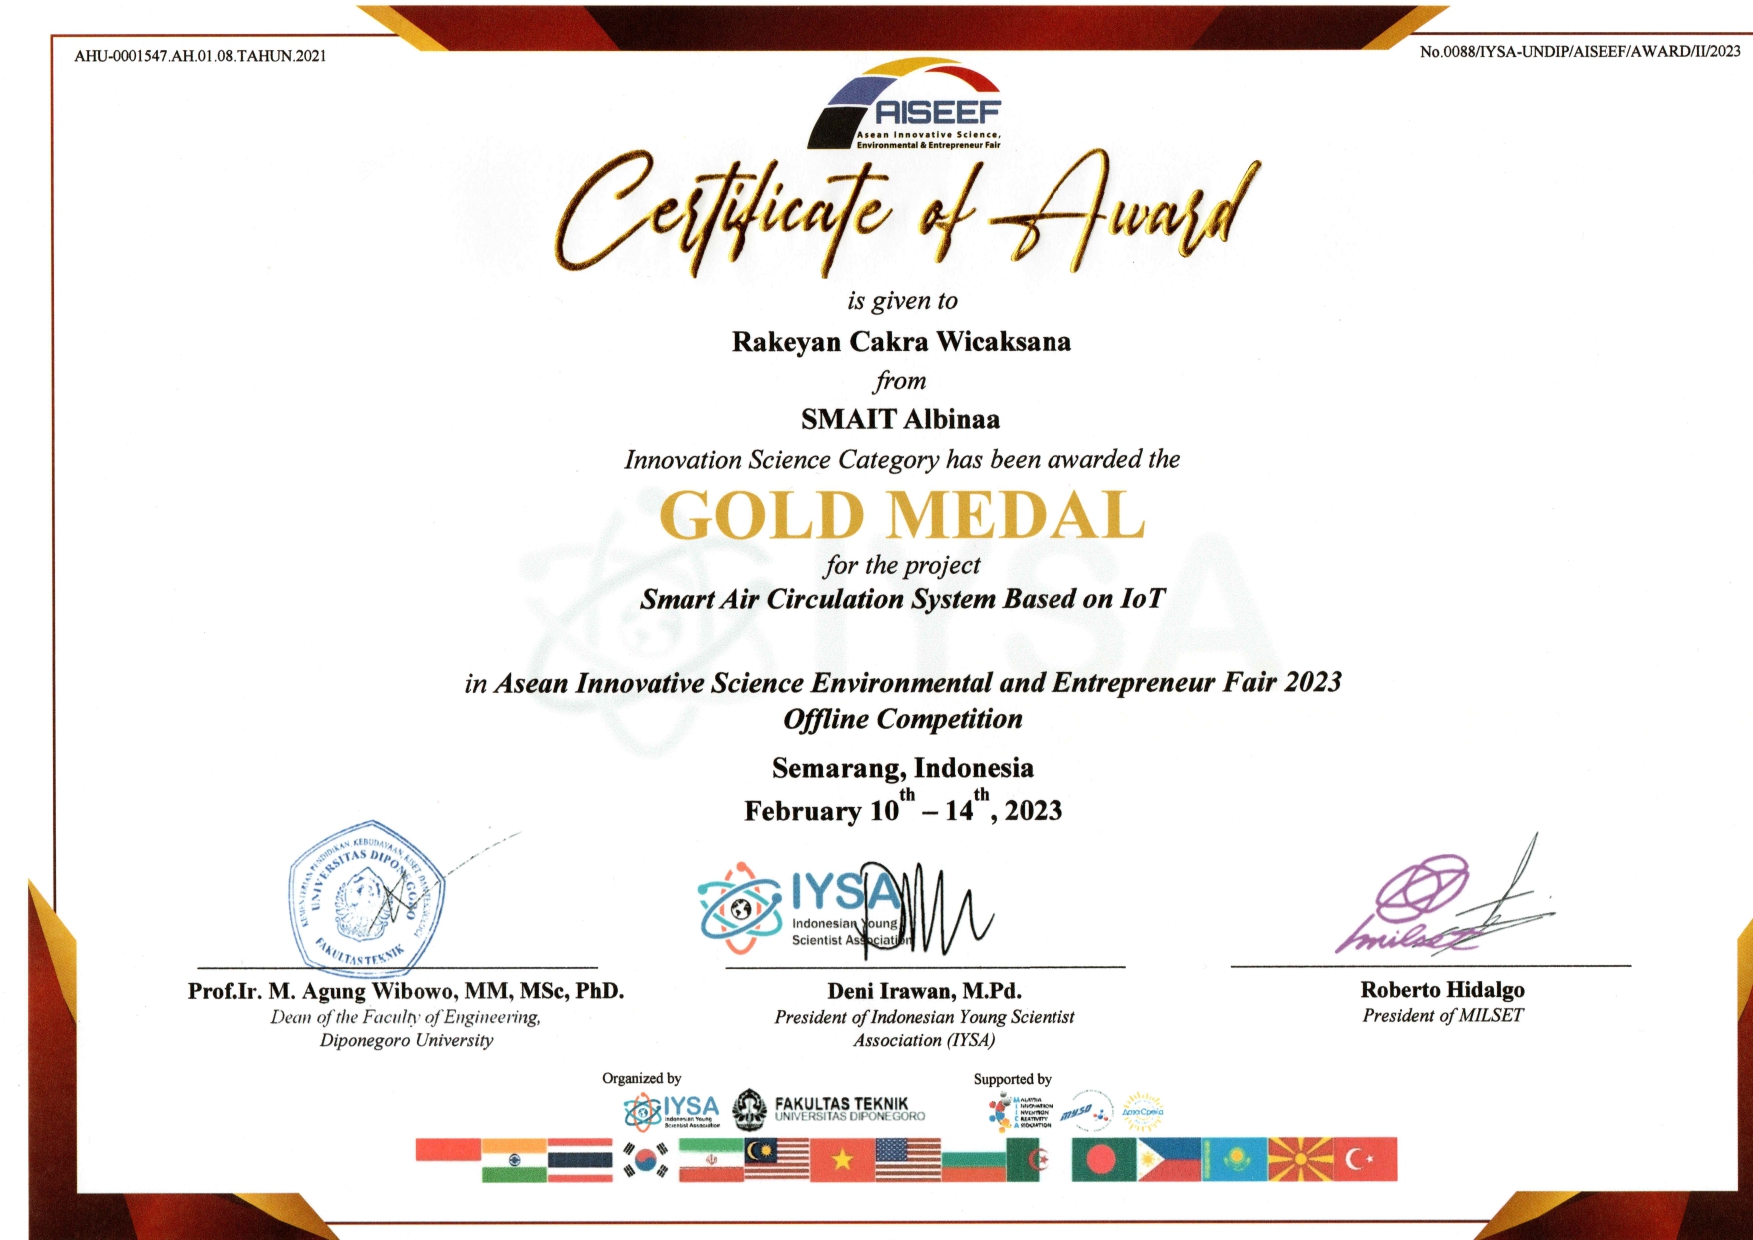 AHU-0001547.AH.01.08.TAHUN.2021
No.0088/IYSA-UNDIP/AISEEF/AWARD/II/2023
AISEEF
Asean Innovative Science,
Environmental & Entrepreneur Fair
Certificate of Award
is given to
Rakeyan Cakra Wicaksana
from
SMAIT Albinaa
Innovation Science Category has been awarded the
GOLD MEDAL
for the project
Smart Air Circulation System Based on IoT
IYSA
in Asean Innovative Science Environmental and Entrepreneur Fair 2023
Offline Competition
Semarang, Indonesia
February 10th – 14th, 2023
UNIVERSITAS DIPONEGORO
FAKULTAS TEKNIK
IYSA
Indonesian Young
Scientist Association
milset
Prof.Ir. M. Agung Wibowo, MM, MSc, PhD.
Dean of the Faculty of Engineering,
Diponegoro University
Deni Irawan, M.Pd.
President of Indonesian Young Scientist
Association (IYSA)
Roberto Hidalgo
President of MILSET
Organized by
IYSA
Indonesian Young
Scientist Association
FAKULTAS TEKNIK
UNIVERSITAS DIPONEGORO
Supported by
MALAYSIA
INNOVATION
INVENTION
CREATIVITY
ASSOCIATION
MYSO